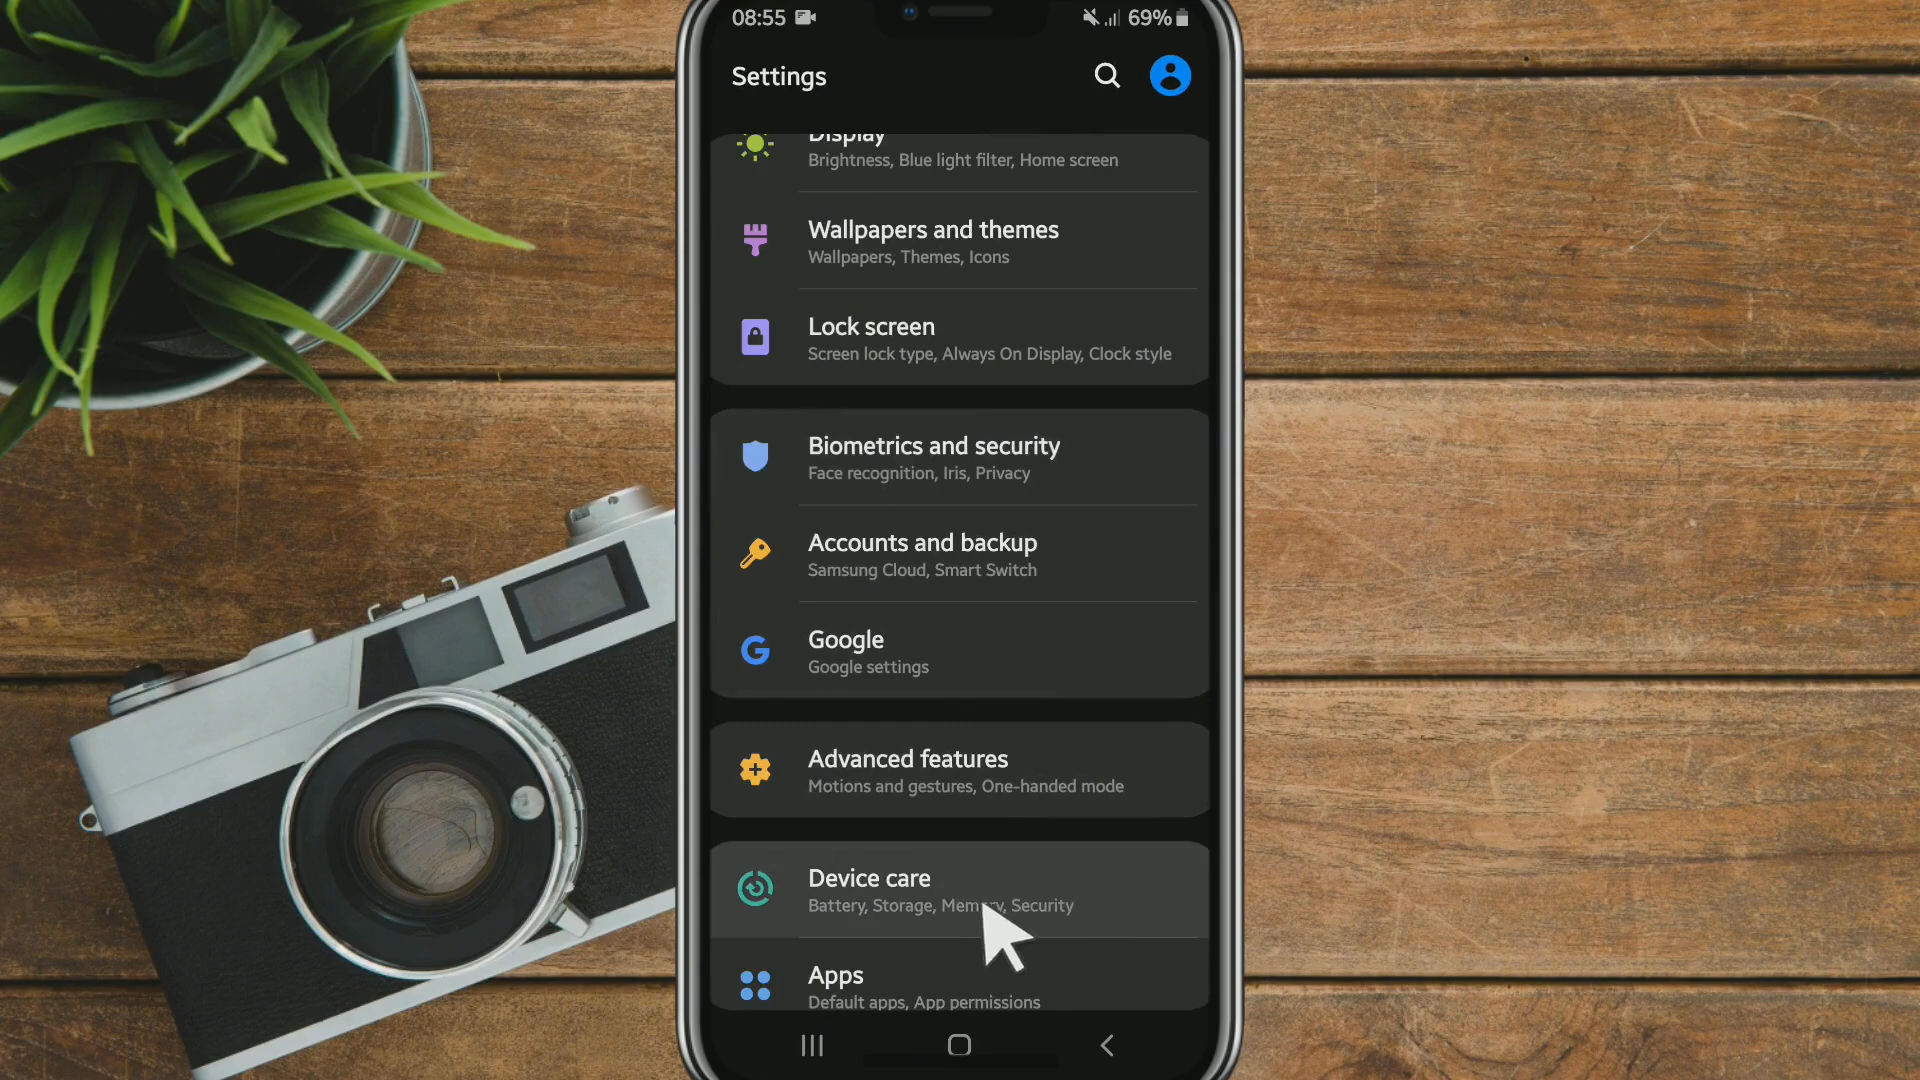 08:55
69%
Settings
Display
Brightness, Blue light filter, Home screen
Wallpapers and themes
Wallpapers, Themes, Icons
Lock screen
Screen lock type, Always On Display, Clock style
Biometrics and security
Face recognition, Iris, Privacy
Accounts and backup
Samsung Cloud, Smart Switch
Google
Google settings
Advanced features
Motions and gestures, One-handed mode
Device care
Battery, Storage, Memory, Security
Apps
Default apps, App permissions